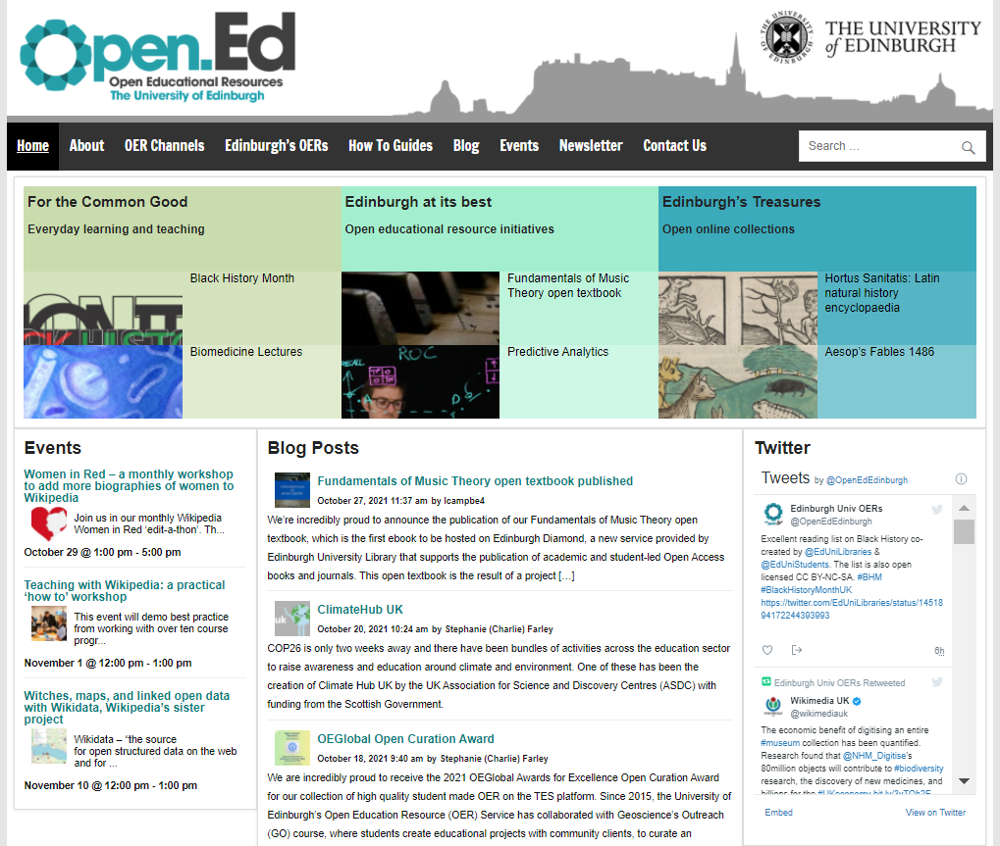 Open.Ed
Open Educational Resources
The University of Edinburgh
THE UNIVERSITY
of EDINBURGH
Home About OER Channels Edinburgh's OERs How To Guides Blog Events Newsletter Contact Us Search …
For the Common Good
Everyday learning and teaching
Black History Month
Biomedicine Lectures
Edinburgh at its best
Open educational resource initiatives
Fundamentals of Music
Theory open textbook
ROC
Predictive Analytics
Edinburgh's Treasures
Open online collections
Hortus Sanitatis: Latin
natural history
encyclopaedia
Aesop's Fables 1486
Events
Women in Red – a monthly workshop
to add more biographies of women to
Wikipedia
Join us in our monthly Wikipedia
Women in Red 'edit-a-thon'. Th...
October 29 @ 1:00 pm - 5:00 pm
Teaching with Wikipedia: a practical
'how to' workshop
This event will demo best practice
from working with over ten course
progr...
November 1 @ 12:00 pm - 1:00 pm
Witches, maps, and linked open data
with Wikidata, Wikipedia's sister
project
Wikidata – "the source
for open structured data on the web
and for ...
November 10 @ 12:00 pm - 1:00 pm
Blog Posts
Fundamentals of Music Theory open textbook published
October 27, 2021 11:37 am by lcampbe4
We're incredibly proud to announce the publication of our Fundamentals of Music Theory open
textbook, which is the first ebook to be hosted on Edinburgh Diamond, a new service provided by
Edinburgh University Library that supports the publication of academic and student-led Open Access
books and journals. This open textbook is the result of a project […]
uk
ClimateHub UK
October 20, 2021 10:24 am by Stephanie (Charlie) Farley
COP26 is only two weeks away and there have been bundles of activities across the education sector
to raise awareness and education around climate and environment. One of these has been the
creation of Climate Hub UK by the UK Association for Science and Discovery Centres (ASDC) with
funding from the Scottish Government.
OEGlobal Open Curation Award
October 18, 2021 9:40 am by Stephanie (Charlie) Farley
We are incredibly proud to receive the 2021 OEGlobal Awards for Excellence Open Curation Award
for our collection of high quality student made OER on the TES platform. Since 2015, the University of
Edinburgh's Open Education Resource (OER) Service has collaborated with Geoscience's Outreach
(GO) course, where students create educational projects with community clients, to curate an
Twitter
Tweets by @OpenEdEdinburgh
Edinburgh Univ OERs
@OpenEdEdinburgh
Excellent reading list on Black History co-
created by @EdUniLibraries &
@EdUniStudents. The list is also open
licensed CC BY-NC-SA. #BHM
#BlackHistoryMonthUK
https://twitter.com/EdUniLibraries/status/14518
94172244393993
6h
Edinburgh Univ OERs Retweeted
Wikimedia UK
@wikimediauk
The economic benefit of digitising an entire
#museum collection has been quantified.
Research found that @NHM_Digitise's
80million objects will contribute to #biodiversity
research, the discovery of new medicines, and
billions for the #UKeconomy
Embed View on Twitter